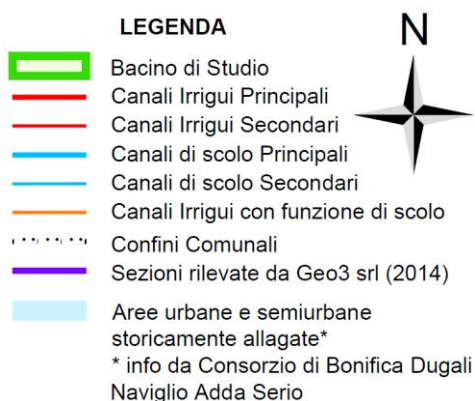 LEGENDA
N
Bacino di Studio
Canali Irrigui Principali
Canali Irrigui Secondari
Canali di scolo Principali
Canali di scolo Secondari
Canali Irrigui con funzione di scolo
Confini Comunali
Sezioni rilevate da Geo3 srl (2014)
Aree urbane e semiurbane
storicamente allagate*
* info da Consorzio di Bonifica Dugali
Naviglio Adda Serio